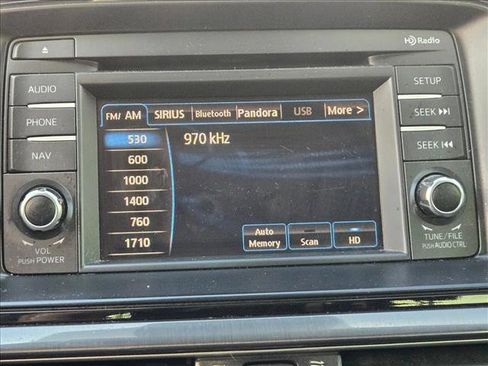 HD Radio
AUDIO
PHONE
NAV
VOL
PUSH POWER
FM/ AM SIRIUS Bluetooth Pandora USB More >
530
600
1000
1400
760
1710
970 kHz
Auto Memory
Scan
HD
SETUP
SEEK
SEEK
TUNE/FILE
PUSH AUDIO CTRL